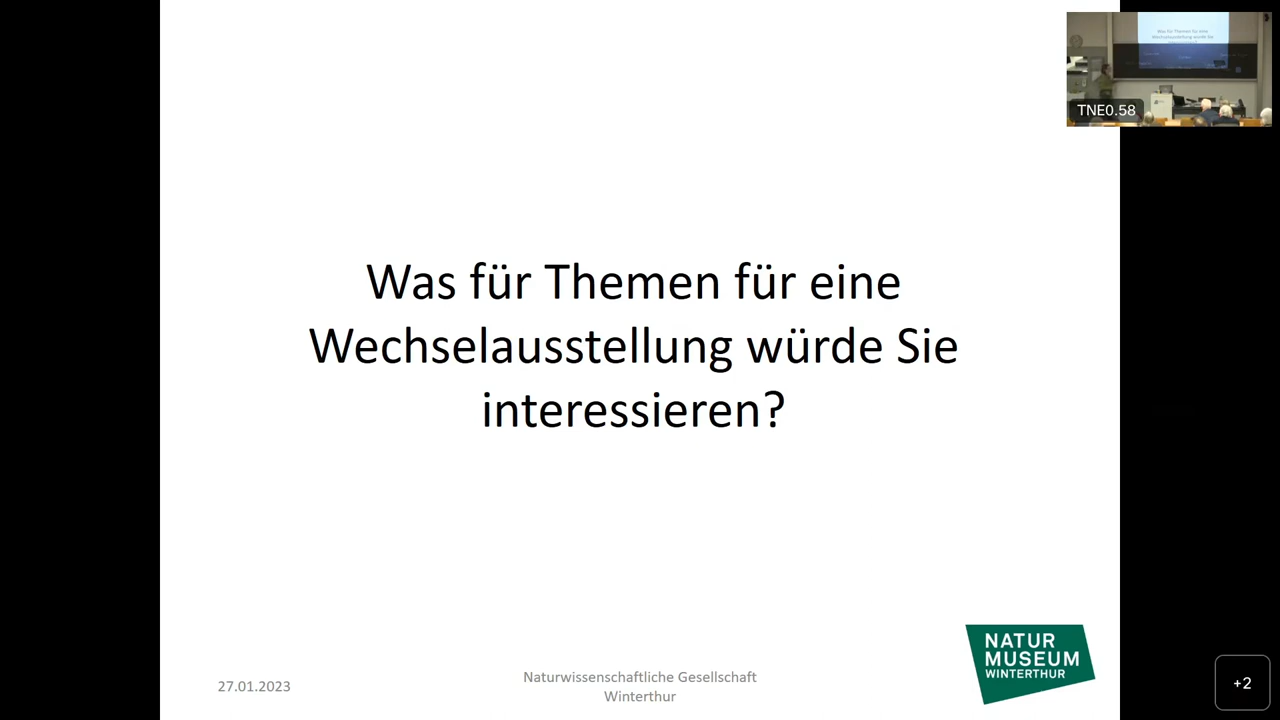 TNE0.58
Was für Themen für eine
Wechselausstellung würde Sie
interessieren?
27.01.2023
Naturwissenschaftliche Gesellschaft
Winterthur
NATUR
MUSEUM
WINTERTHUR
+2